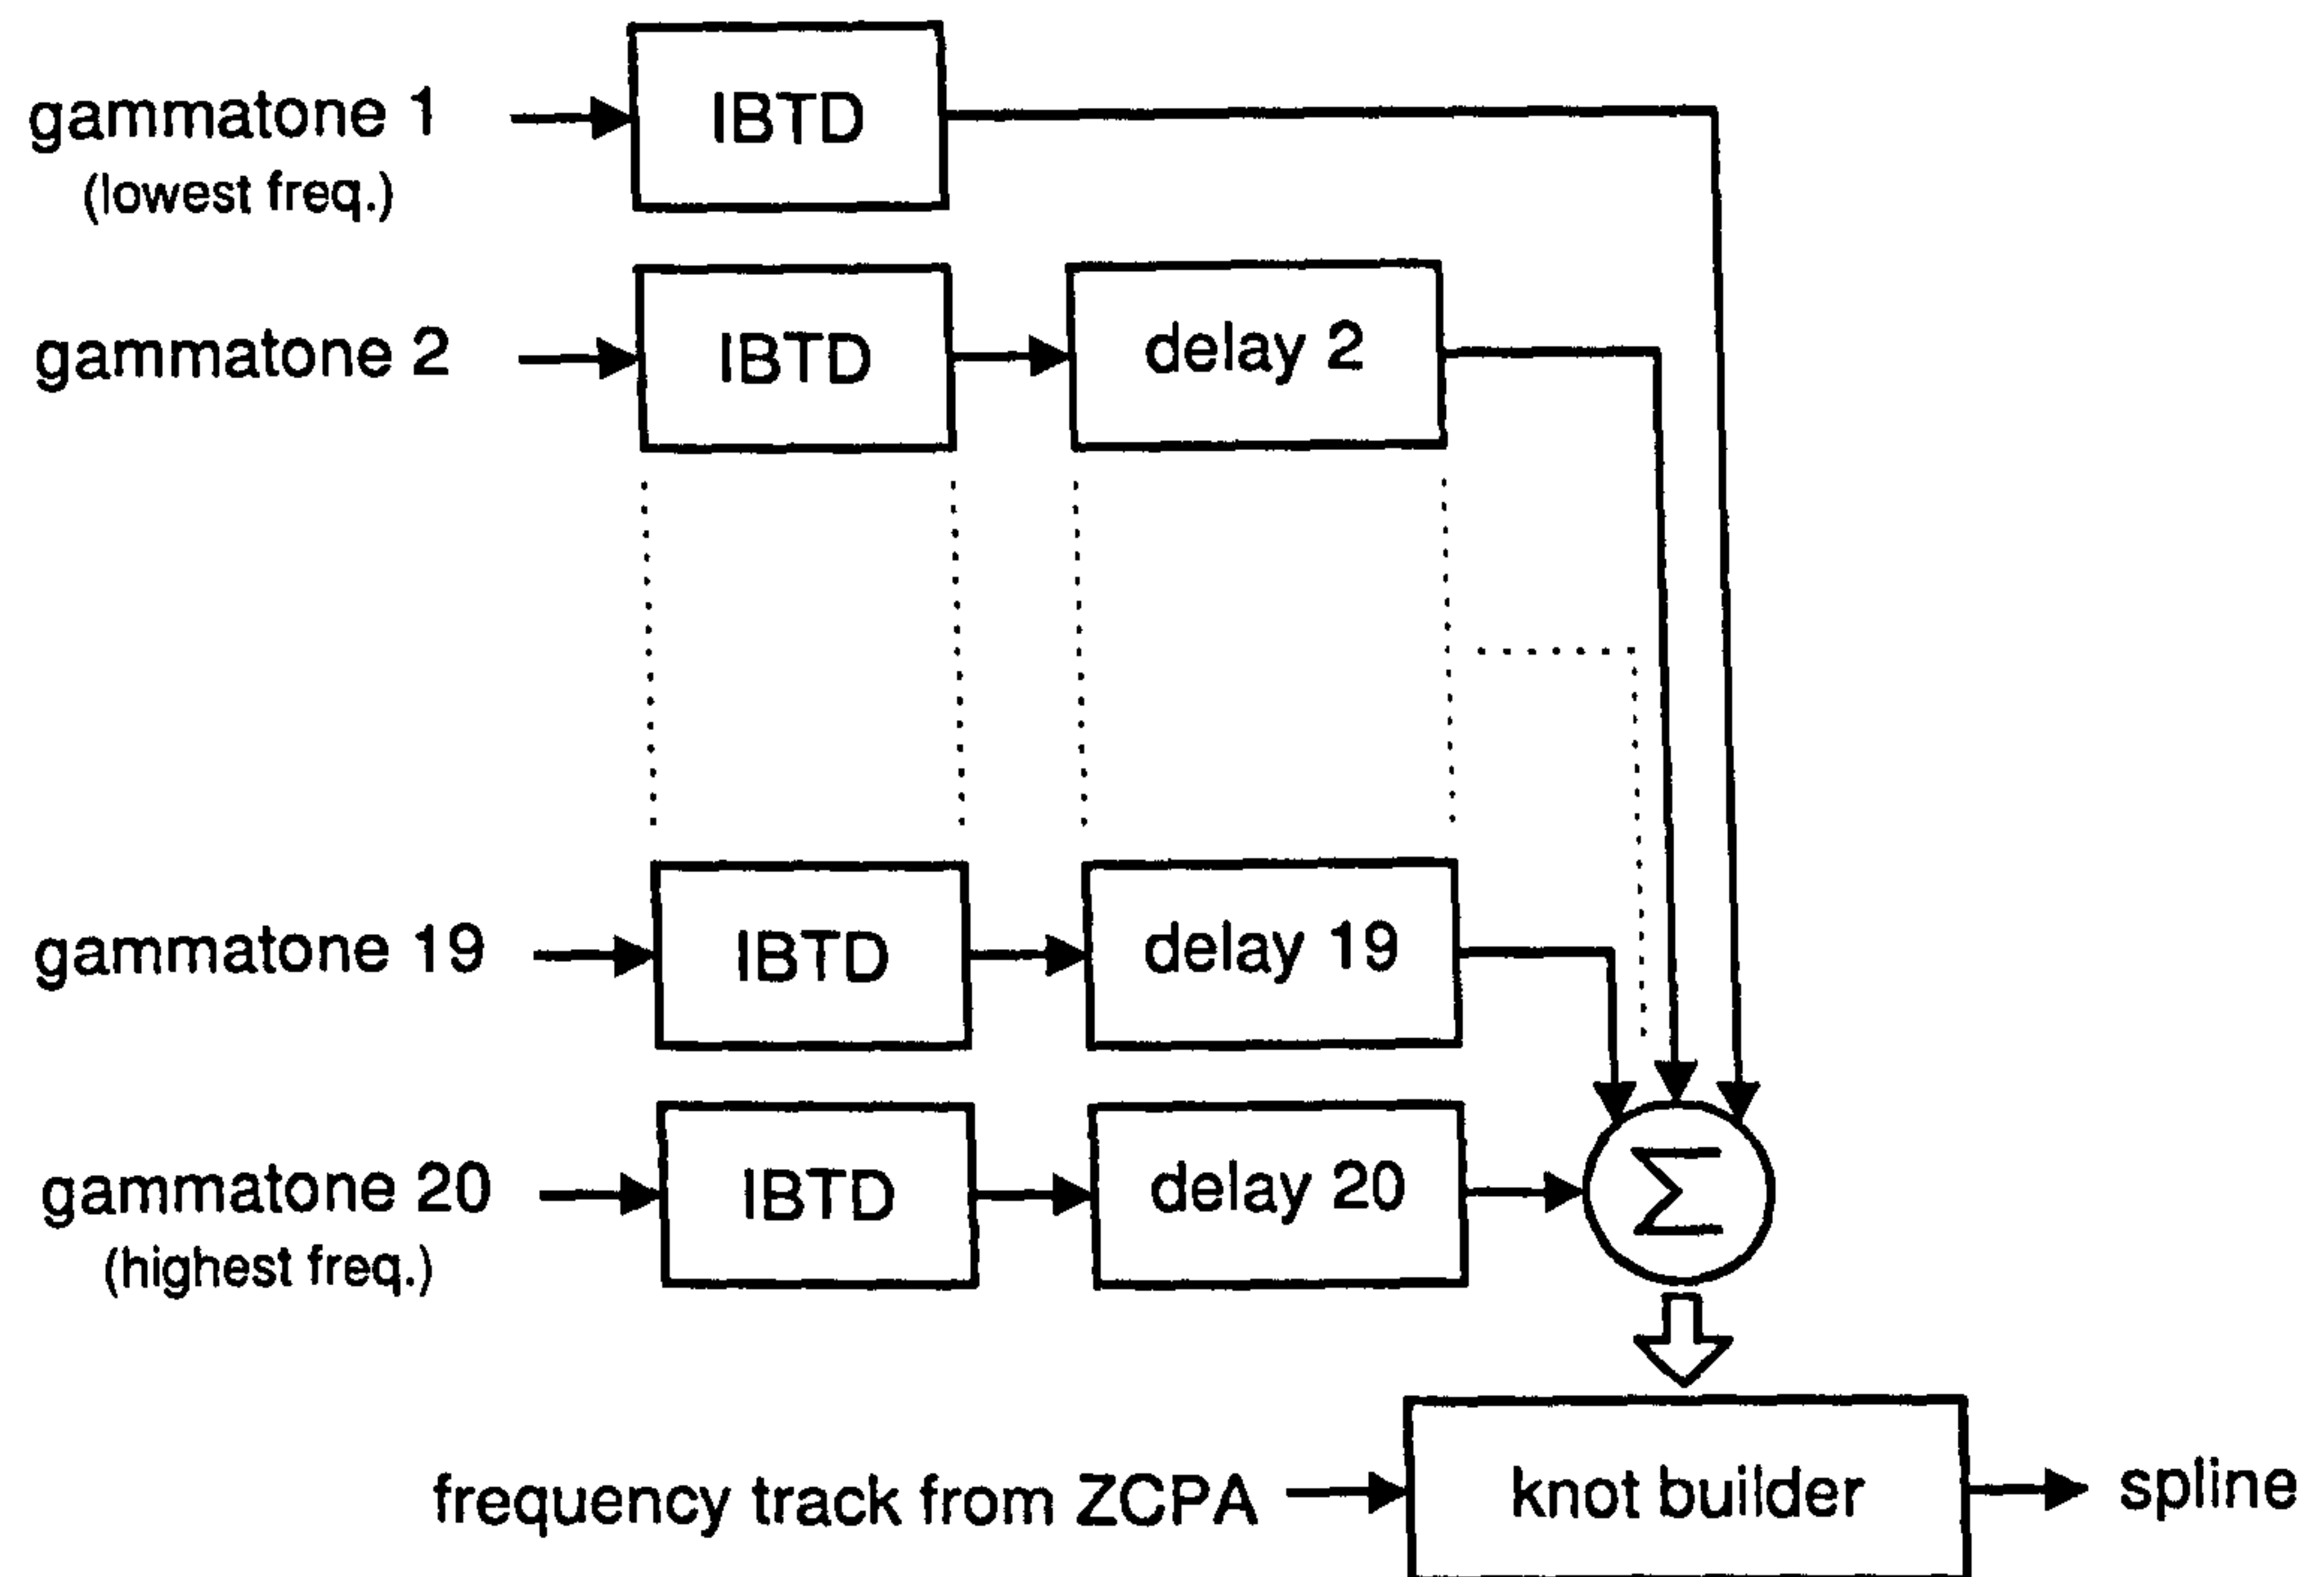 gammatone 1
(lowest freq.)
IBTD
gammatone 2
IBTD
delay 2
gammatone 19
IBTD
delay 19
gammatone 20
(highest freq.)
IBTD
delay 20
Σ
frequency track from ZCPA
knot builder
spline